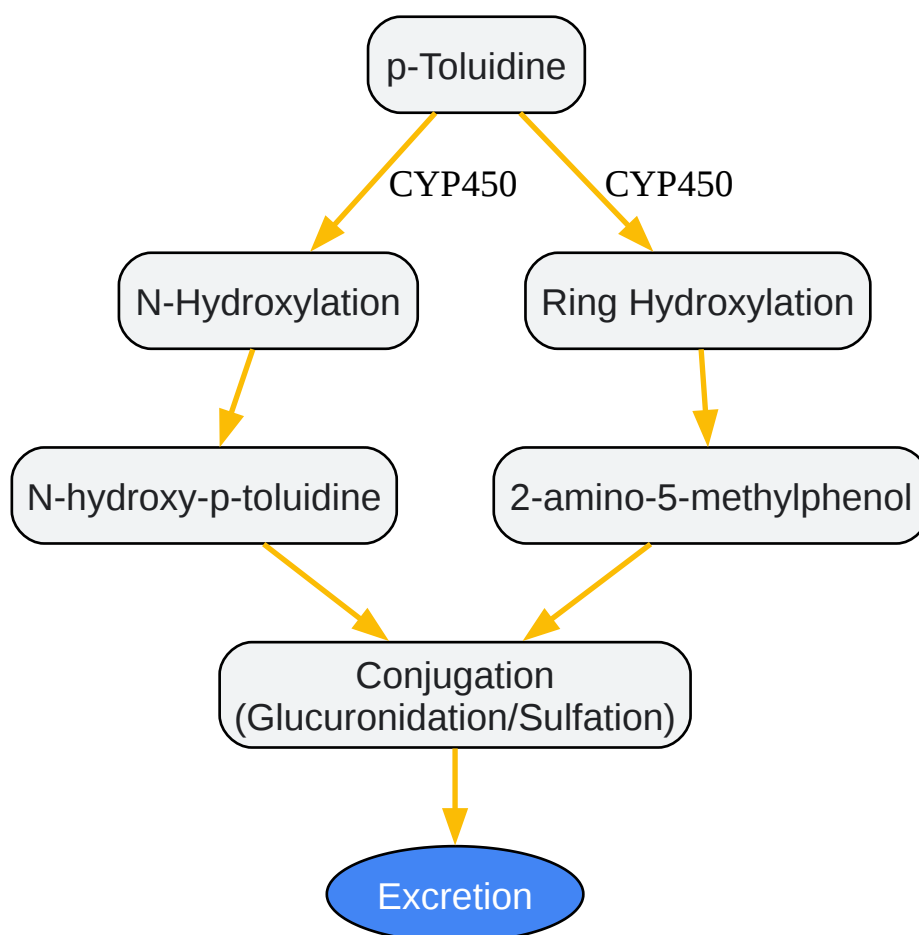 p-Toluidine
CYP450
CYP450
N-Hydroxylation
Ring Hydroxylation
N-hydroxy-p-toluidine
2-amino-5-methylphenol
Conjugation
(Glucuronidation/Sulfation)
Excretion